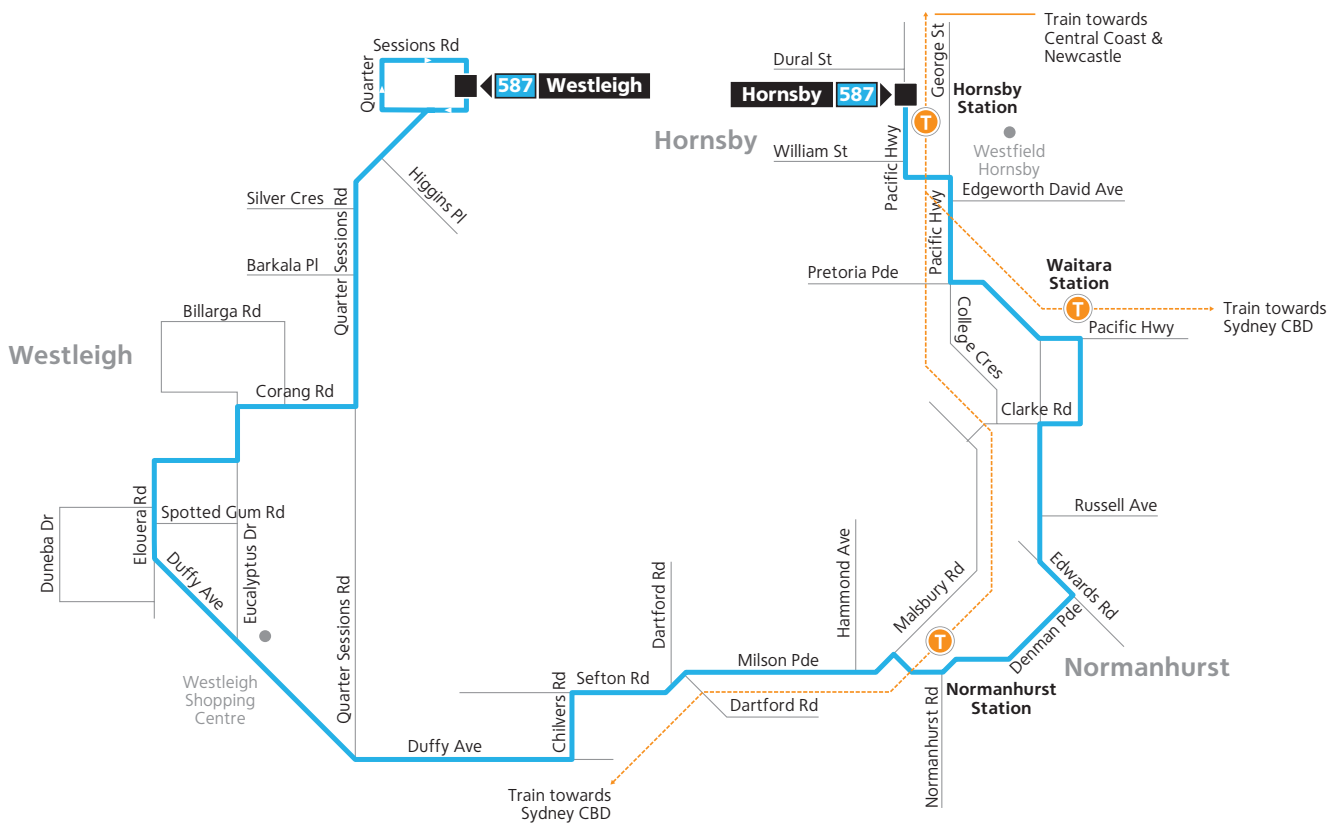 Sessions Rd
Quarter
587 Westleigh
Higgins Pl
Silver Cres
Quarter Sessions Rd
Barkala Pl
Billarga Rd
Westleigh
Corang Rd
Elouera Rd
Spotted Gum Rd
Duneba Dr
Duffy Ave
Eucalyptus Dr
Westleigh
Shopping
Centre
Quarter Sessions Rd
Duffy Ave
Chilvers Rd
Sefton Rd
Dartford Rd
Milson Pde
Dartford Rd
Hammond Ave
Malsbury Rd
Train towards
Sydney CBD
Normanhurst Rd
Normanhurst
Station
Denman Pde
Edwards Rd
Normanhurst
Russell Ave
Clarke Rd
College Cres
Pacific Hwy
Train towards
Sydney CBD
Waitara
Station
T
T
Pretoria Pde
Pacific Hwy
Edgeworth David Ave
Pacific Hwy
William St
Hornsby
Hornsby 587
T
Westfield
Hornsby
Hornsby
Station
George St
Dural St
Train towards
Central Coast &
Newcastle